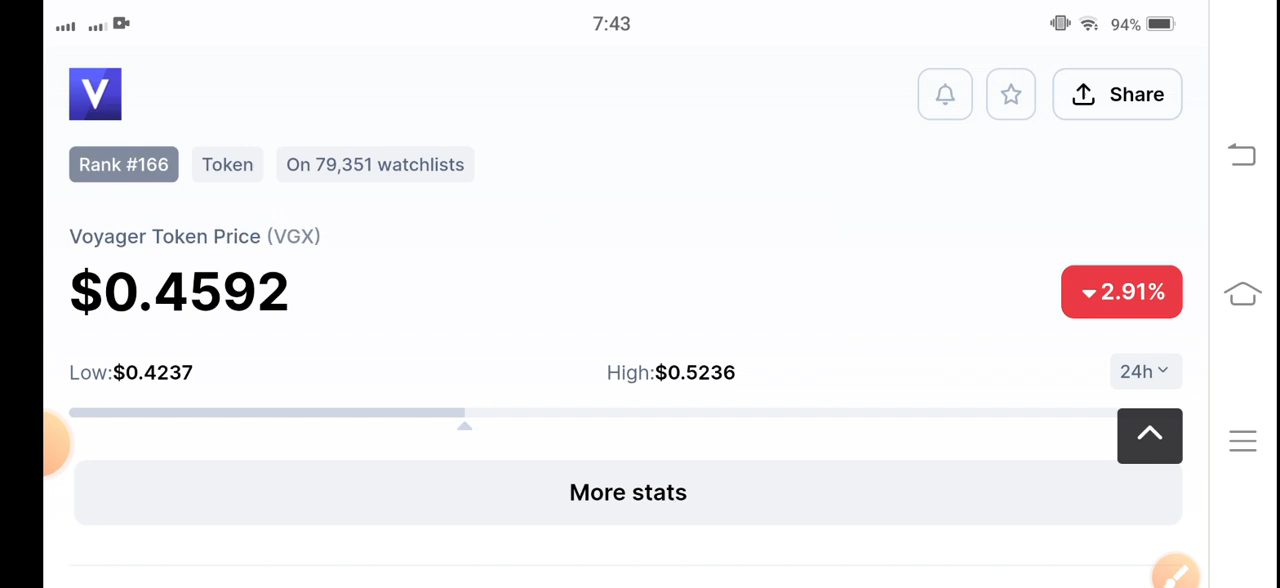 7:43
94%
V
Share
Rank #166 Token On 79,351 watchlists
Voyager Token Price (VGX)
$0.4592
2.91%
Low:$0.4237 High:$0.5236 24h
More stats